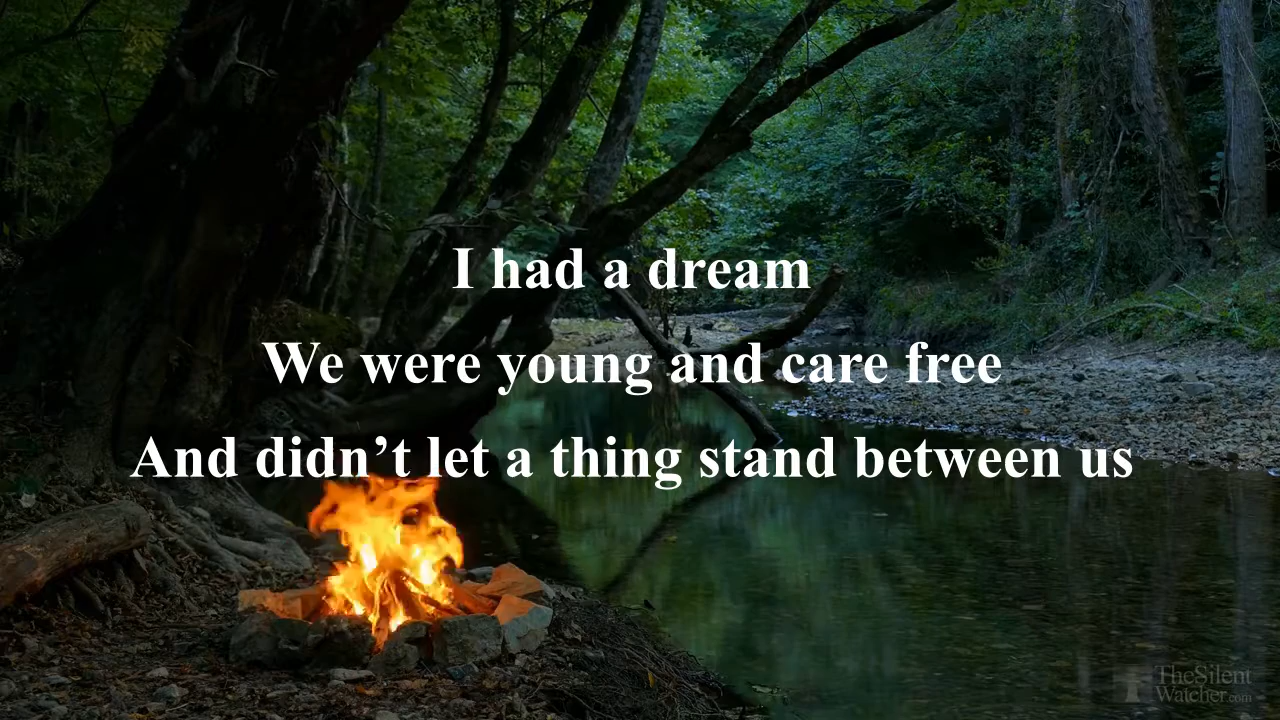 I had a dream
We were young and care free
And didn’t let a thing stand between us
TheSilent
Watcher.com